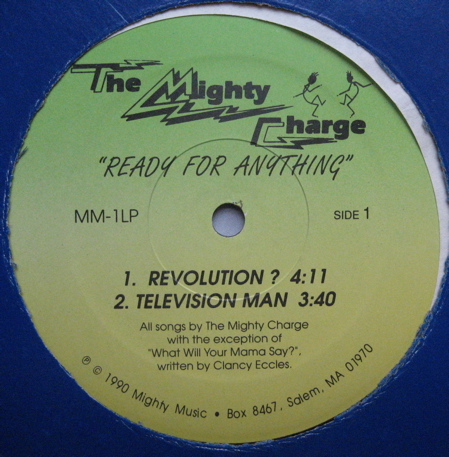 The Mighty Charge
"READY FOR ANYTHING"
MM-1LP
SIDE 1
1. REVOLUTION ? 4:11
2. TELEVISION MAN 3:40
All songs by The Mighty Charge
with the exception of
"What Will Your Mama Say?",
written by Clancy Eccles.
℗ © 1990 Mighty Music • Box 8467, Salem, MA 01970